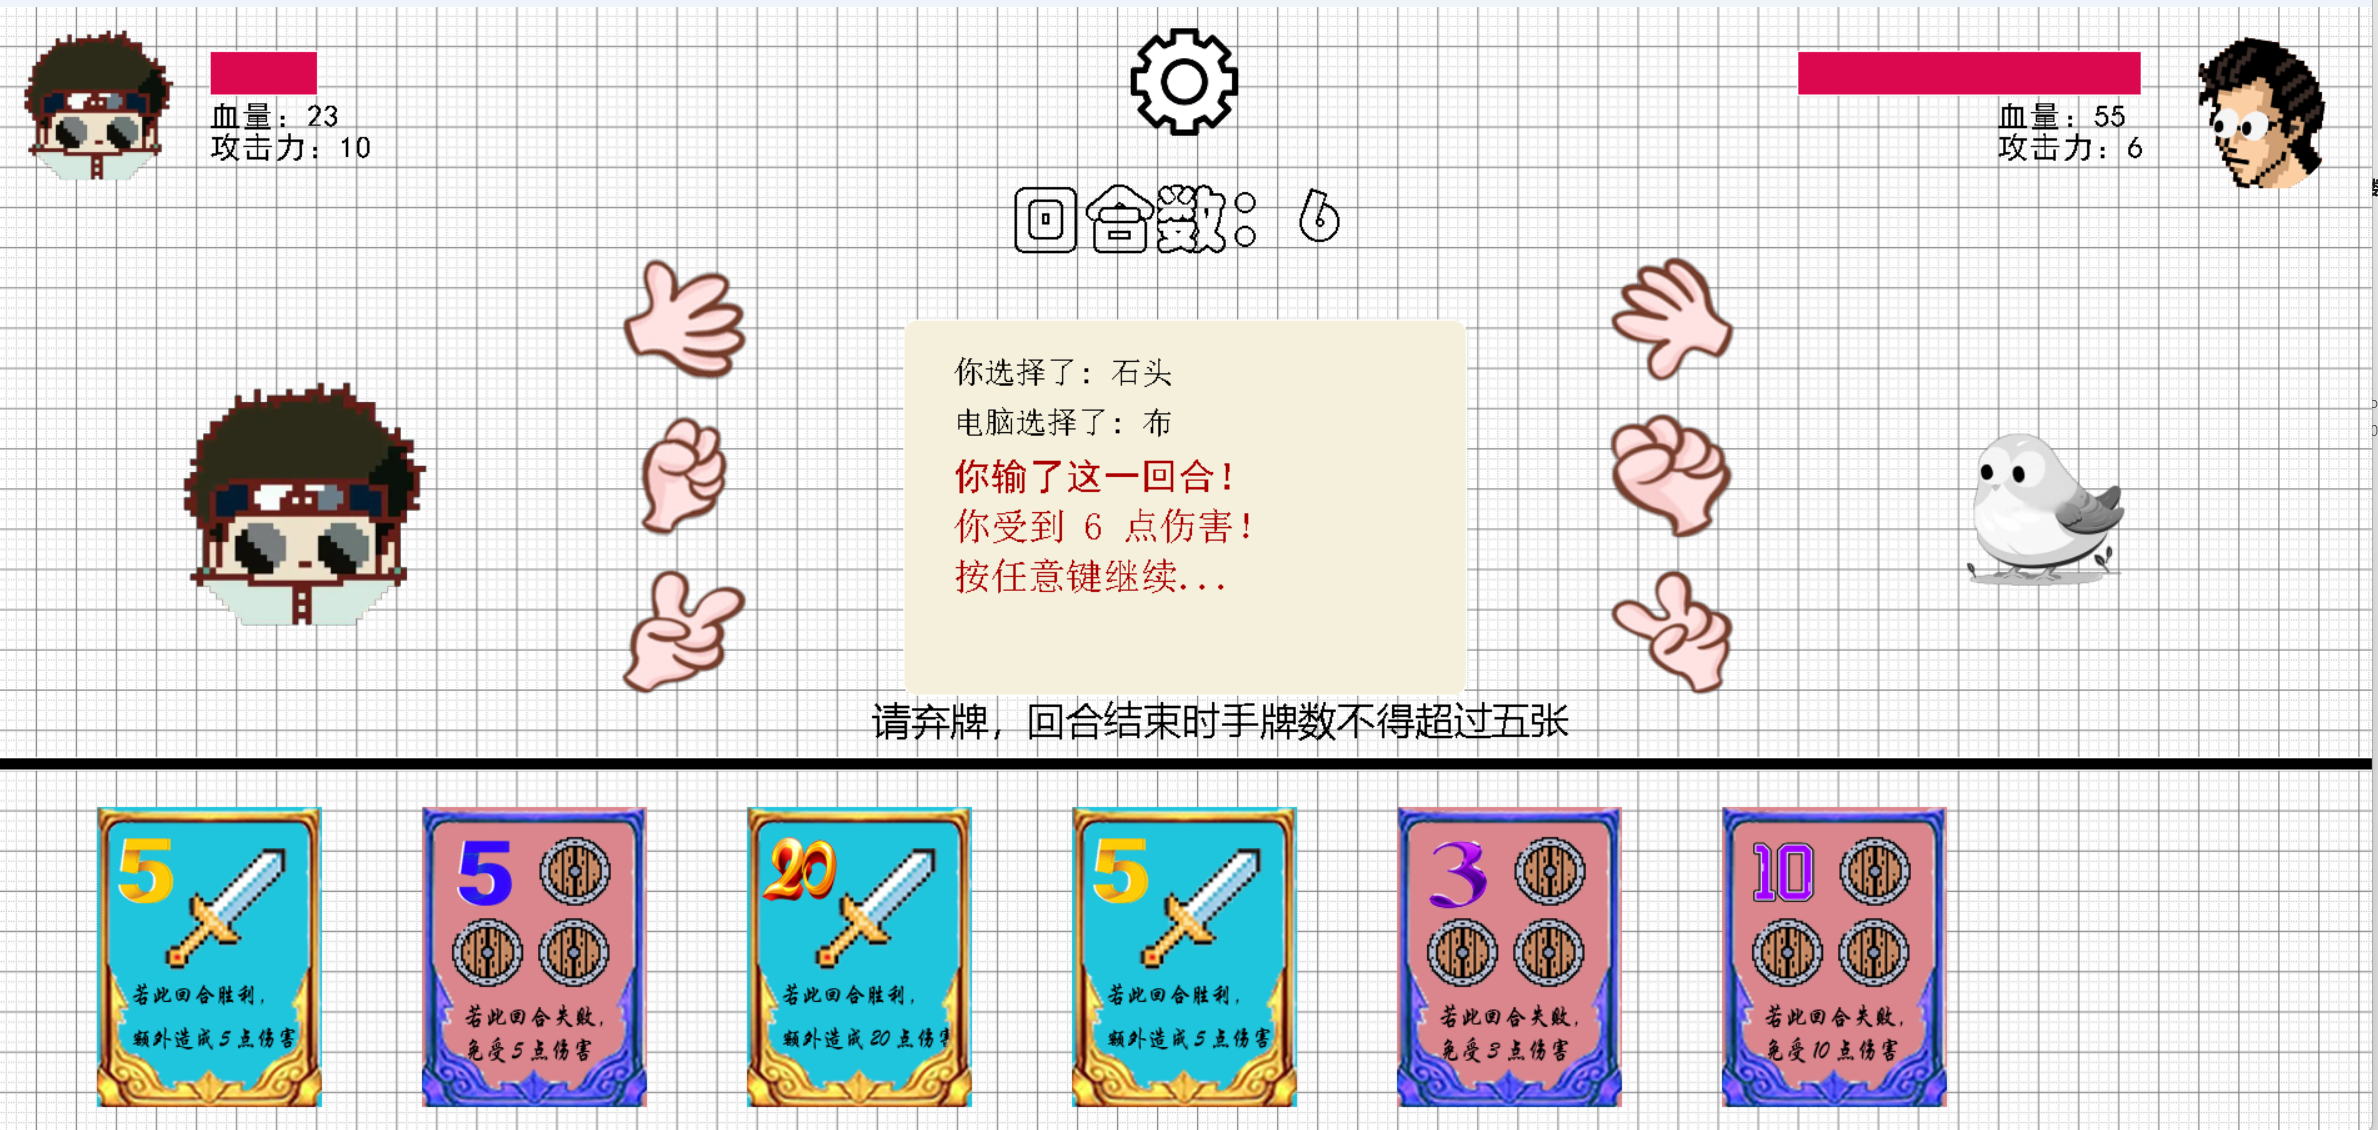 血量：23
攻击力：10
血量：55
攻击力：6
回合数：6
你选择了：石头
电脑选择了：布
你输了这一回合！
你受到 6 点伤害！
按任意键继续...
请弃牌，回合结束时手牌数不得超过五张
5
若此回合胜利，
额外造成5点伤害
5
若此回合失败，
免受5点伤害
20
若此回合胜利，
额外造成20点伤害
5
若此回合胜利，
额外造成5点伤害
3
若此回合失败，
免受3点伤害
10
若此回合失败，
免受10点伤害